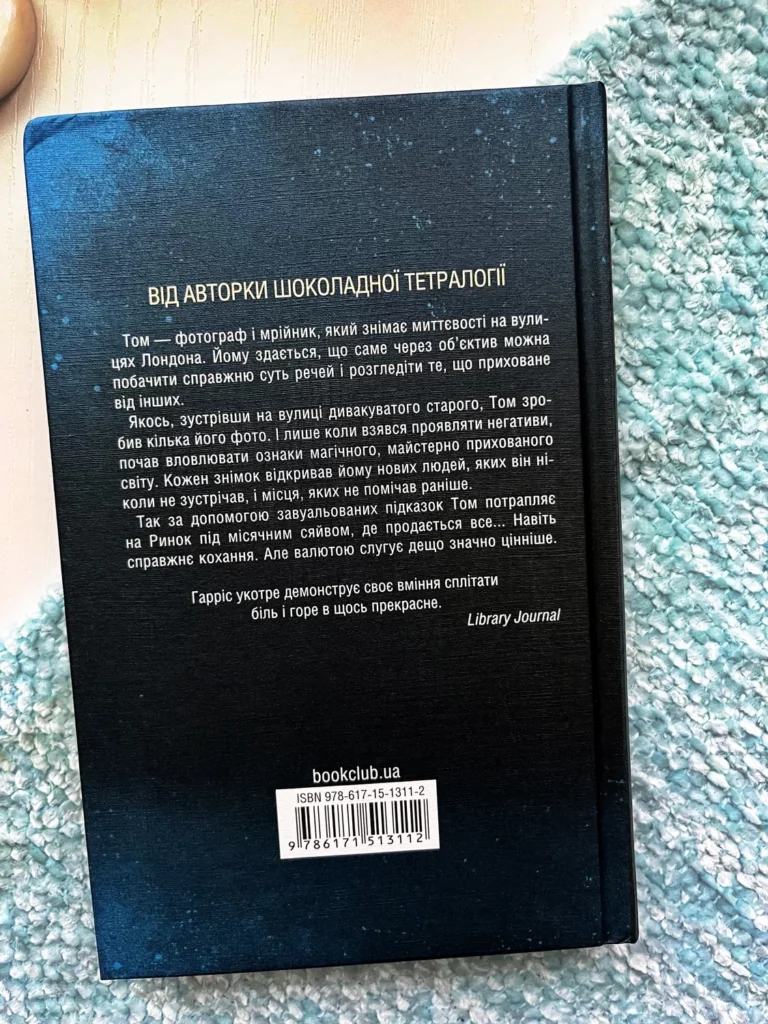 ВІД АВТОРКИ ШОКОЛАДНОЇ ТЕТРАЛОГІЇ
Том — фотограф і мрійник, який знімає миттєвості на вули-
цях Лондона. Йому здається, що саме через об'єктив можна
побачити справжню суть речей і розгледіти те, що приховане
від інших.
Якось, зустрівши на вулиці дивакуватого старого, Том зро-
бив кілька його фото. І лише коли взявся проявляти негативи,
почав вловлювати ознаки магічного, майстерно прихованого
світу. Кожен знімок відкривав йому нових людей, яких він ні-
коли не зустрічав, і місця, яких не помічав раніше.
Так за допомогою завуальованих підказок Том потрапляє
на Ринок під місячним сяйвом, де продається все... Навіть
справжнє кохання. Але валютою слугує дещо значно цінніше.
Гарріс укотре демонструє своє вміння сплітати
біль і горе в щось прекрасне.
Library Journal
bookclub.ua
ISBN 978-617-15-1311-2
9 786171 513112